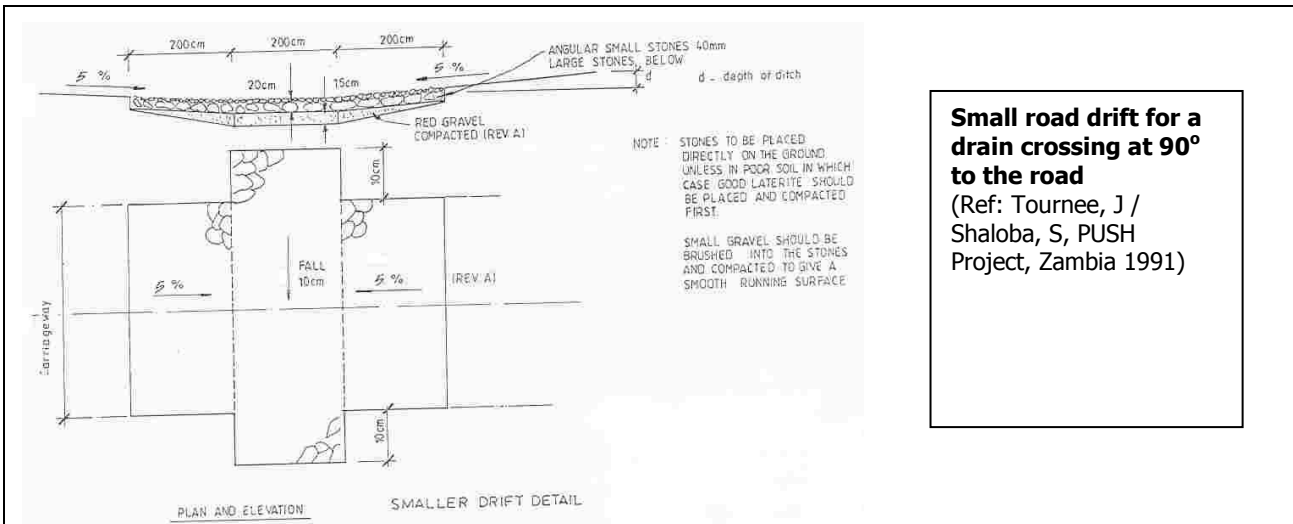 200cm 200cm 200cm
ANGULAR SMALL STONES 40mm
LARGE STONES, BELOW
5 % 5 %
20cm 15cm
d d - depth of ditch
RED GRAVEL
COMPACTED (REV. A)
NOTE : STONES TO BE PLACED
DIRECTLY ON THE GROUND
UNLESS IN POOR SOIL IN WHICH
CASE GOOD LATERITE SHOULD
BE PLACED AND COMPACTED
FIRST.
SMALL GRAVEL SHOULD BE
BRUSHED INTO THE STONES
AND COMPACTED TO GIVE A
SMOOTH RUNNING SURFACE
10cm
FALL
10cm
5 % 5 %
(REV. A)
Carriageway
10cm
PLAN AND ELEVATION
SMALLER DRIFT DETAIL
Small road drift for a
drain crossing at 90°
to the road
(Ref: Tournee, J /
Shaloba, S, PUSH
Project, Zambia 1991)